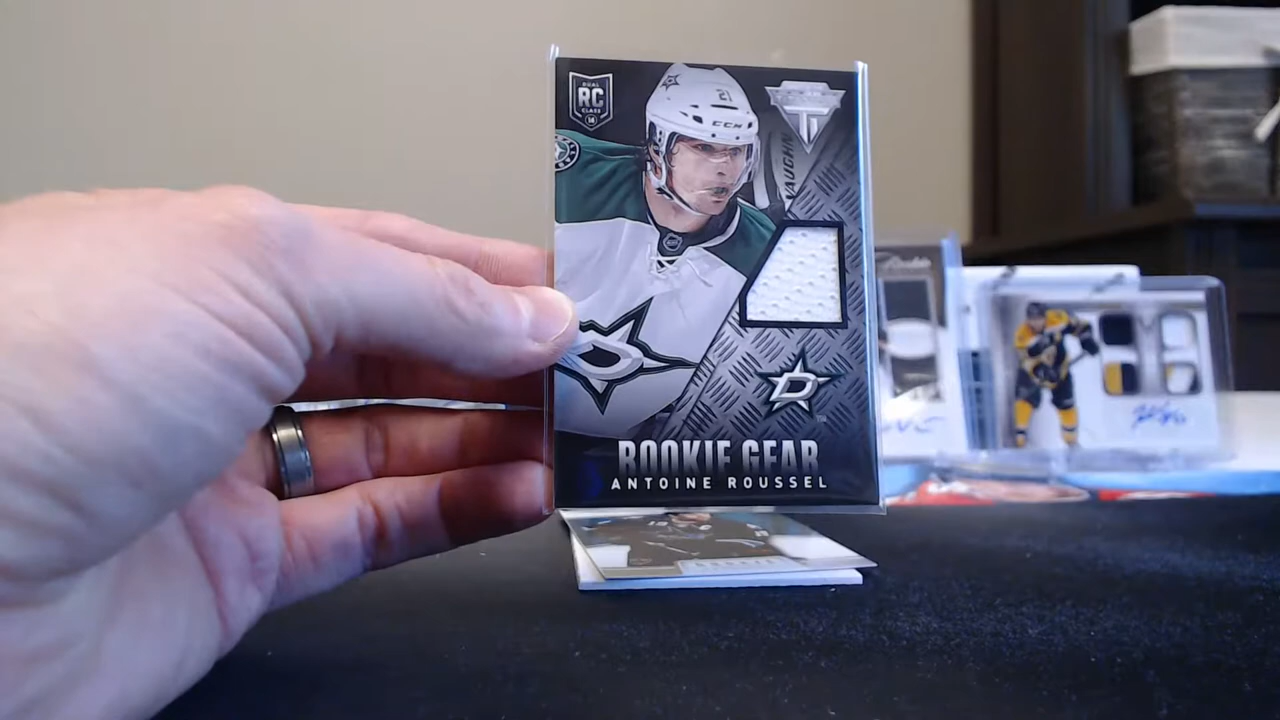 DUAL
RC
CLASS
14
21
CCM
VAUGHN
ROOKIE GEAR
ANTOINE ROUSSEL